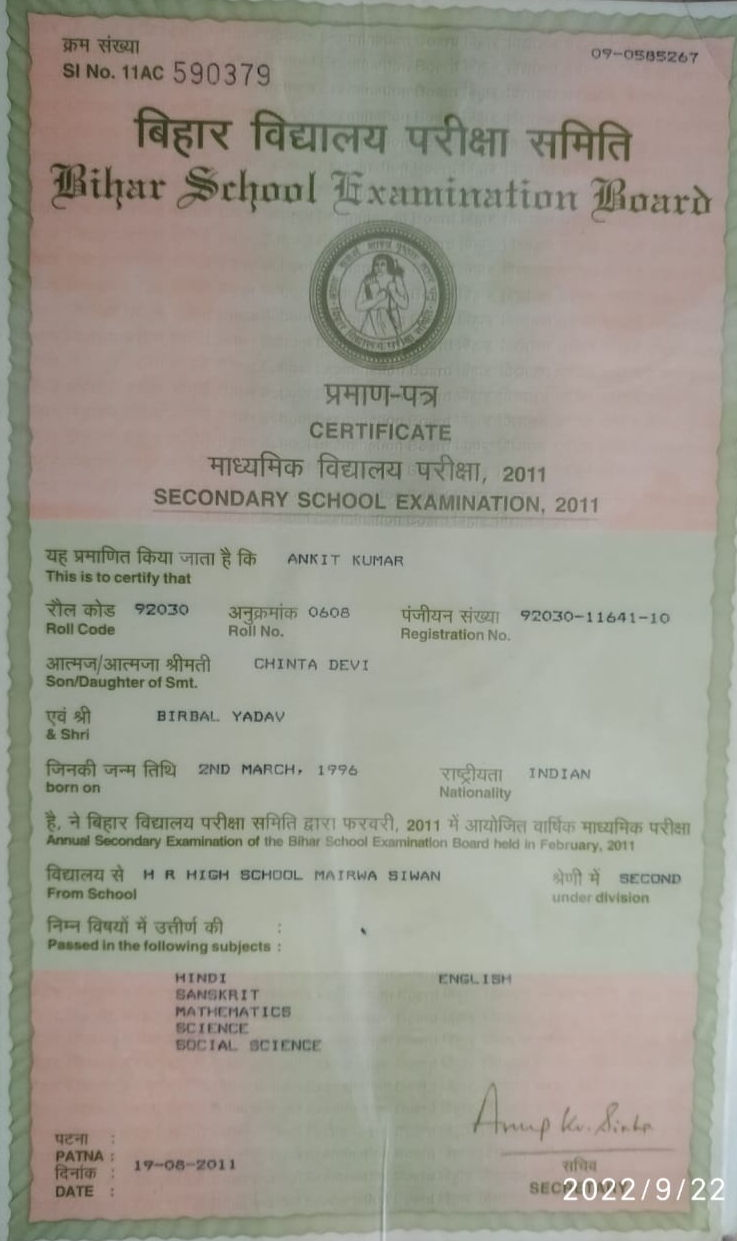 क्रम संख्या
Sl No. 11AC 590379
09-0585267
बिहार विद्यालय परीक्षा समिति
Bihar School Examination Board
प्रमाण-पत्र
CERTIFICATE
माध्यमिक विद्यालय परीक्षा, 2011
SECONDARY SCHOOL EXAMINATION, 2011
यह प्रमाणित किया जाता है कि ANKIT KUMAR
This is to certify that
रौल कोड 92030 अनुक्रमांक 0608 पंजीयन संख्या 92030-11641-10
Roll Code Roll No. Registration No.
आत्मज/आत्मजा श्रीमती CHINTA DEVI
Son/Daughter of Smt.
एवं श्री BIRBAL YADAV
& Shri
जिनकी जन्म तिथि 2ND MARCH, 1996 राष्ट्रीयता INDIAN
born on Nationality
है, ने बिहार विद्यालय परीक्षा समिति द्वारा फरवरी, 2011 में आयोजित वार्षिक माध्यमिक परीक्षा
Annual Secondary Examination of the Bihar School Examination Board held in February, 2011
विद्यालय से H R HIGH SCHOOL MAIRWA SIWAN श्रेणी में SECOND
From School under division
निम्न विषयों में उत्तीर्ण की :
Passed in the following subjects :
HINDI ENGLISH
SANSKRIT
MATHEMATICS
SCIENCE
SOCIAL SCIENCE
Anup Kr. Sinha
पटना :
PATNA :
दिनांक : 19-08-2011
DATE :
सचिव
SECRETARY
2022/9/22